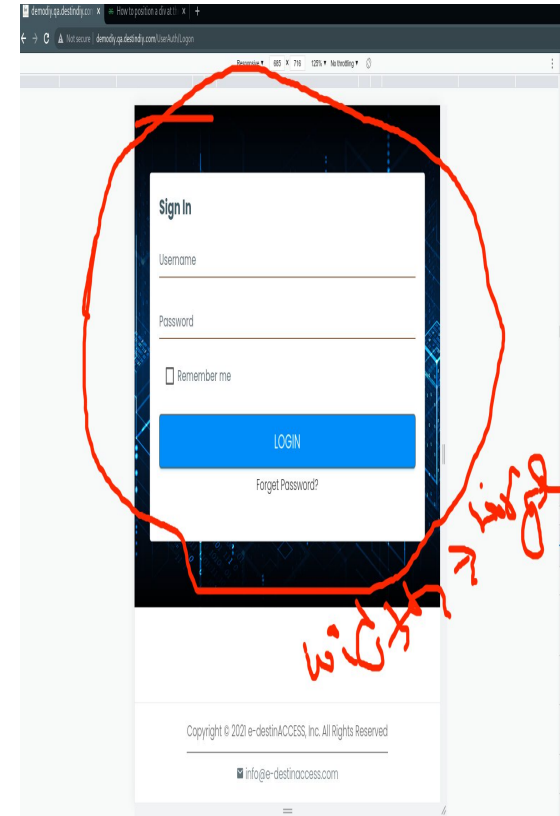 demodiy.qa.destindiy.com
How to position a div at th
Not secure | demodiy.qa.destindiy.com/UserAuth/Logon
Responsive 685 × 716 125% No throttling
Sign In
Username
Password
Remember me
LOGIN
Forget Password?
width
Copyright © 2021 e-destinACCESS, Inc. All Rights Reserved
info@e-destinaccess.com